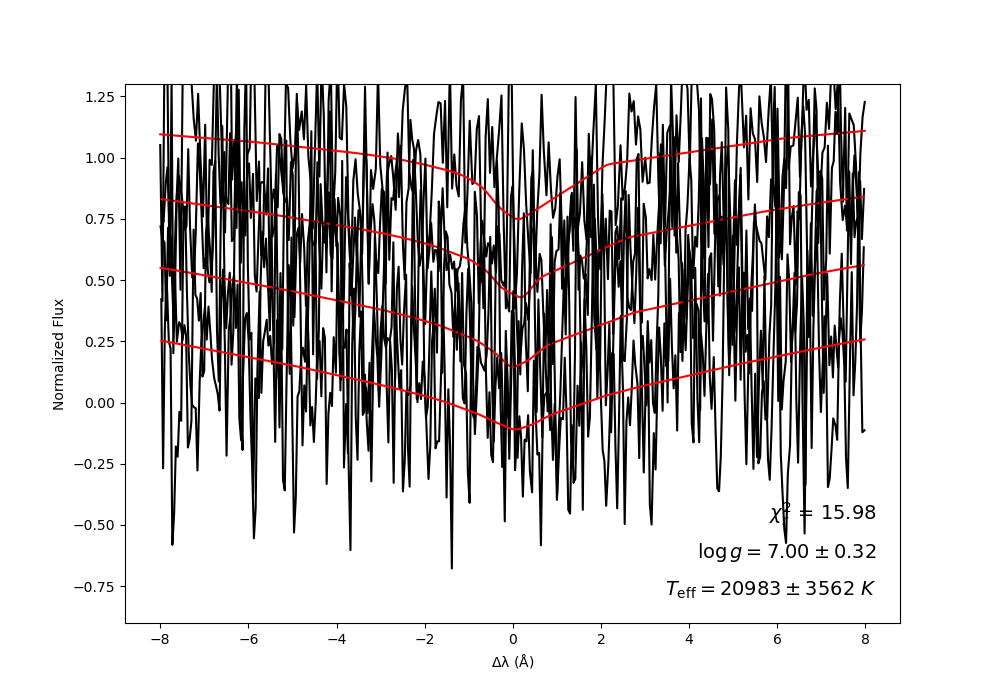 1.25
1.00
0.75
0.50
0.25
0.00
−0.25
−0.50
−0.75
Normalized Flux
χ²ᵣ = 15.98
log g = 7.00 ± 0.32
T_eff = 20983 ± 3562 K
−8 −6 −4 −2 0 2 4 6 8
Δλ (Å)